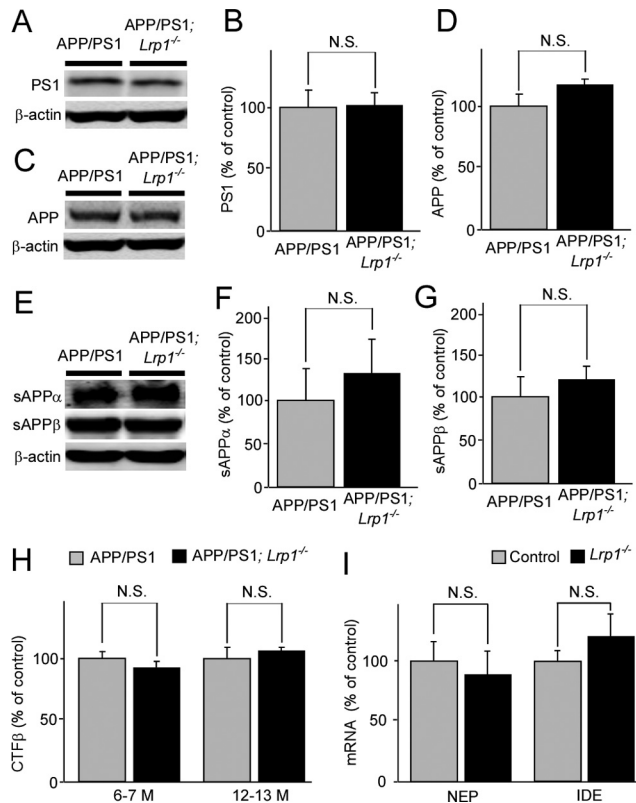 A
APP/PS1
APP/PS1;
Lrp1-/-
PS1
β-actin
B
N.S.
PS1 (% of control)
100
50
0
APP/PS1
APP/PS1;
Lrp1-/-
D
N.S.
APP (% of control)
100
50
0
APP/PS1
APP/PS1;
Lrp1-/-
C
APP/PS1
APP/PS1;
Lrp1-/-
APP
β-actin
E
APP/PS1
APP/PS1;
Lrp1-/-
sAPPα
sAPPβ
β-actin
F
N.S.
sAPPα (% of control)
200
150
100
50
0
APP/PS1
APP/PS1;
Lrp1-/-
G
N.S.
sAPPβ (% of control)
200
150
100
50
0
APP/PS1
APP/PS1;
Lrp1-/-
H
APP/PS1 APP/PS1; Lrp1-/-
N.S. N.S.
CTFβ (% of control)
100
50
0
6-7 M 12-13 M
I
Control Lrp1-/-
N.S. N.S.
mRNA (% of control)
100
50
0
NEP IDE